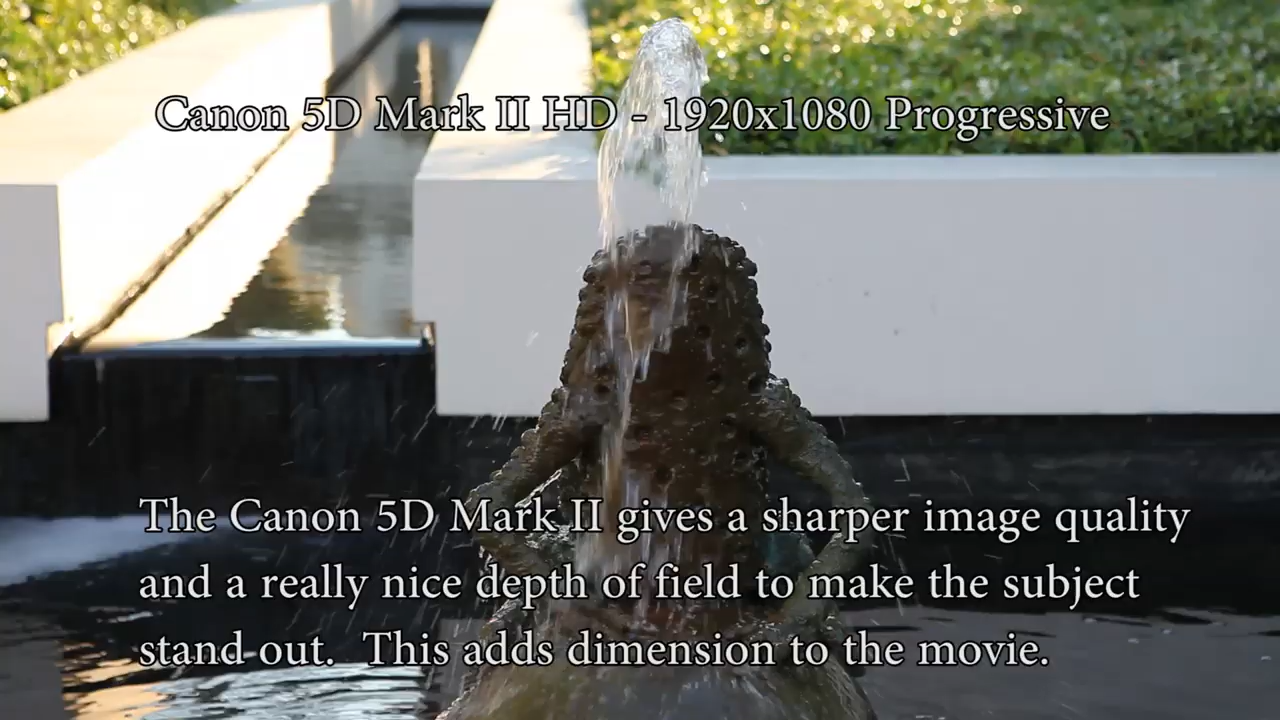 Canon 5D Mark II HD - 1920x1080 Progressive
The Canon 5D Mark II gives a sharper image quality
and a really nice depth of field to make the subject
stand out.  This adds dimension to the movie.